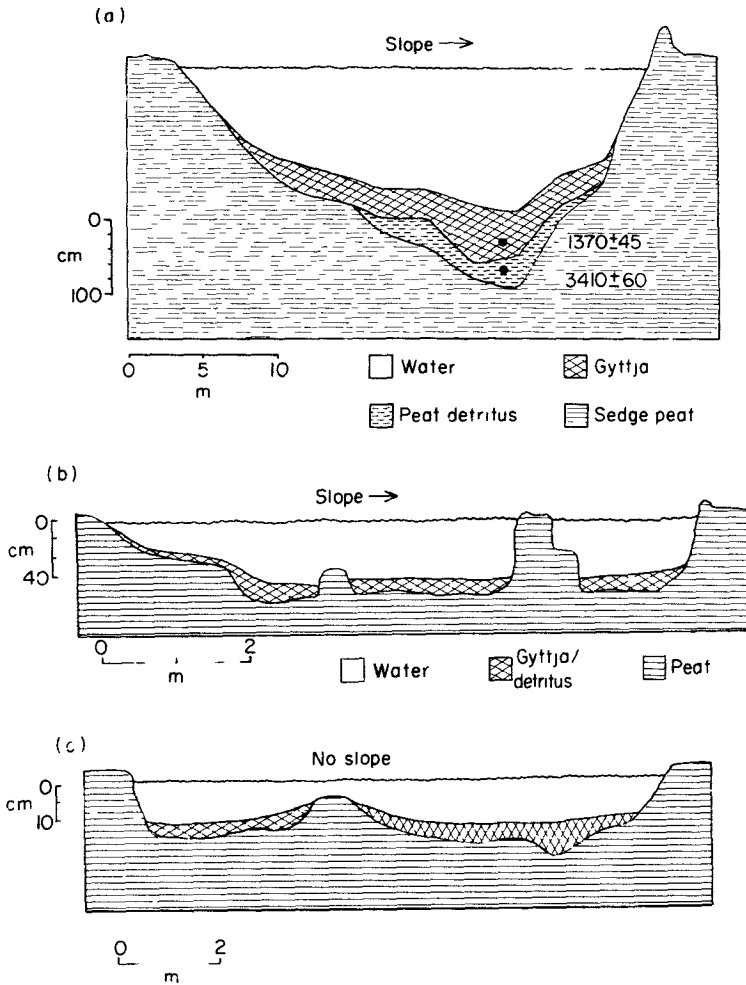 (a)
Slope →
0
cm
100
1370±45
3410±60
0 5 10
m
Water
Gyttja
Peat detritus
Sedge peat
(b)
Slope →
0
cm
40
0 2
m
Water
Gyttja/
detritus
Peat
(c)
No slope
0
cm
10
0 2
m